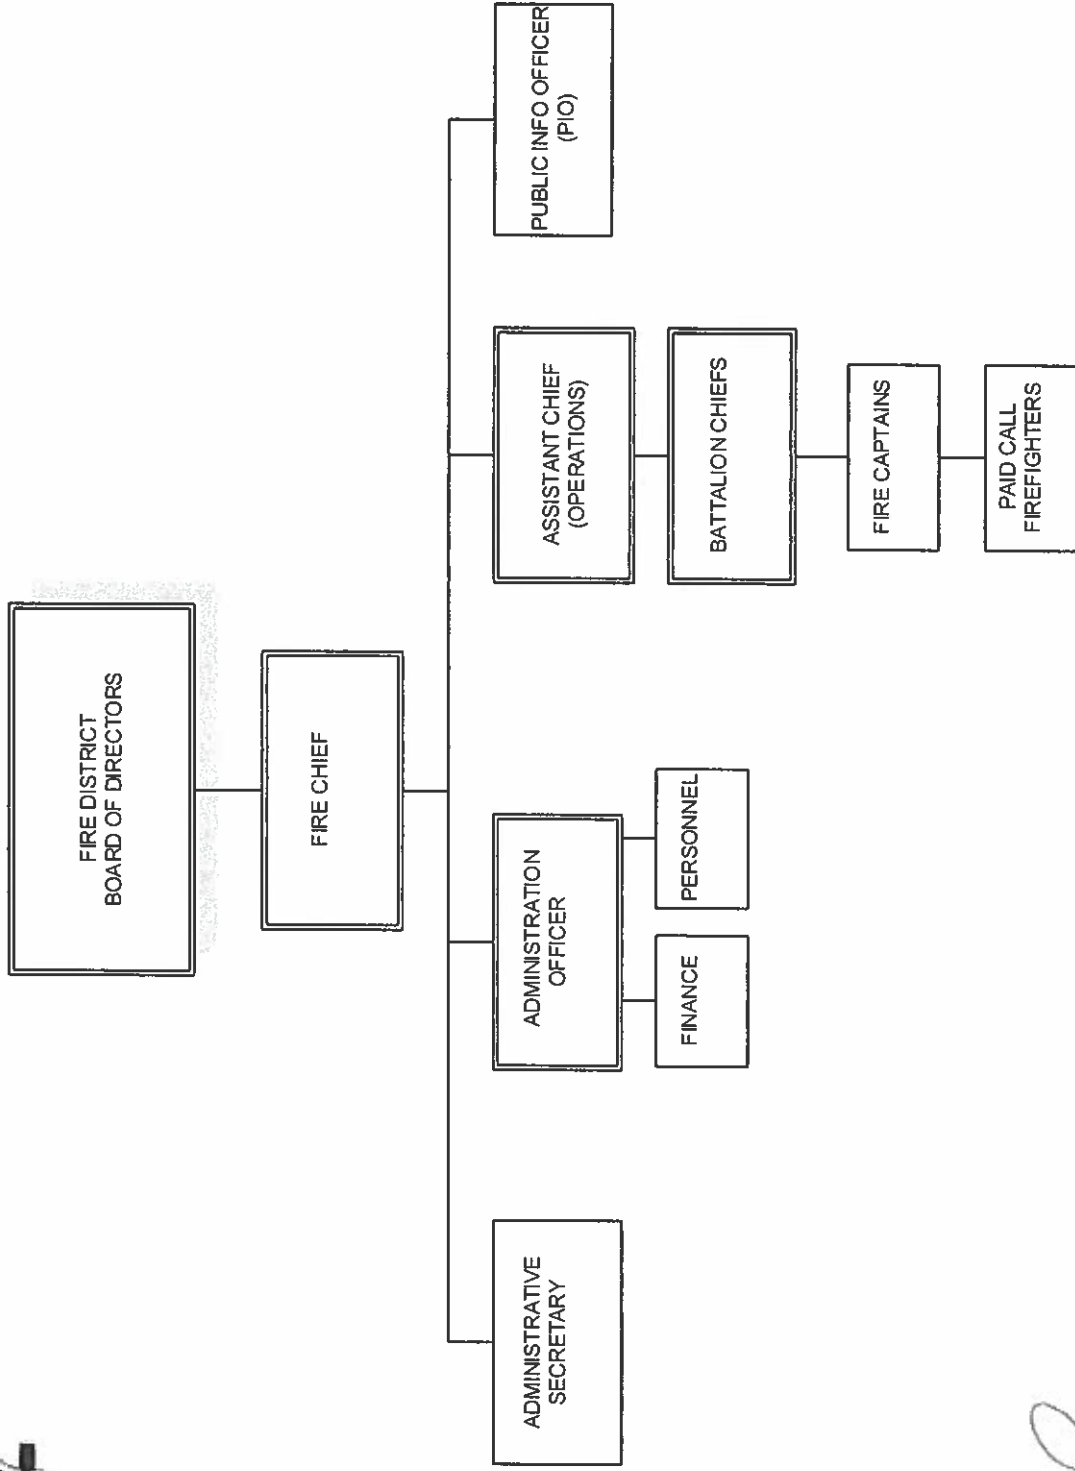 FIRE DISTRICT
BOARD OF DIRECTORS
FIRE CHIEF
ADMINISTRATIVE
SECRETARY
ADMINISTRATION
OFFICER
FINANCE
PERSONNEL
ASSISTANT CHIEF
(OPERATIONS)
BATTALION CHIEFS
FIRE CAPTAINS
PAID CALL
FIREFIGHTERS
PUBLIC INFO OFFICER
(PIO)